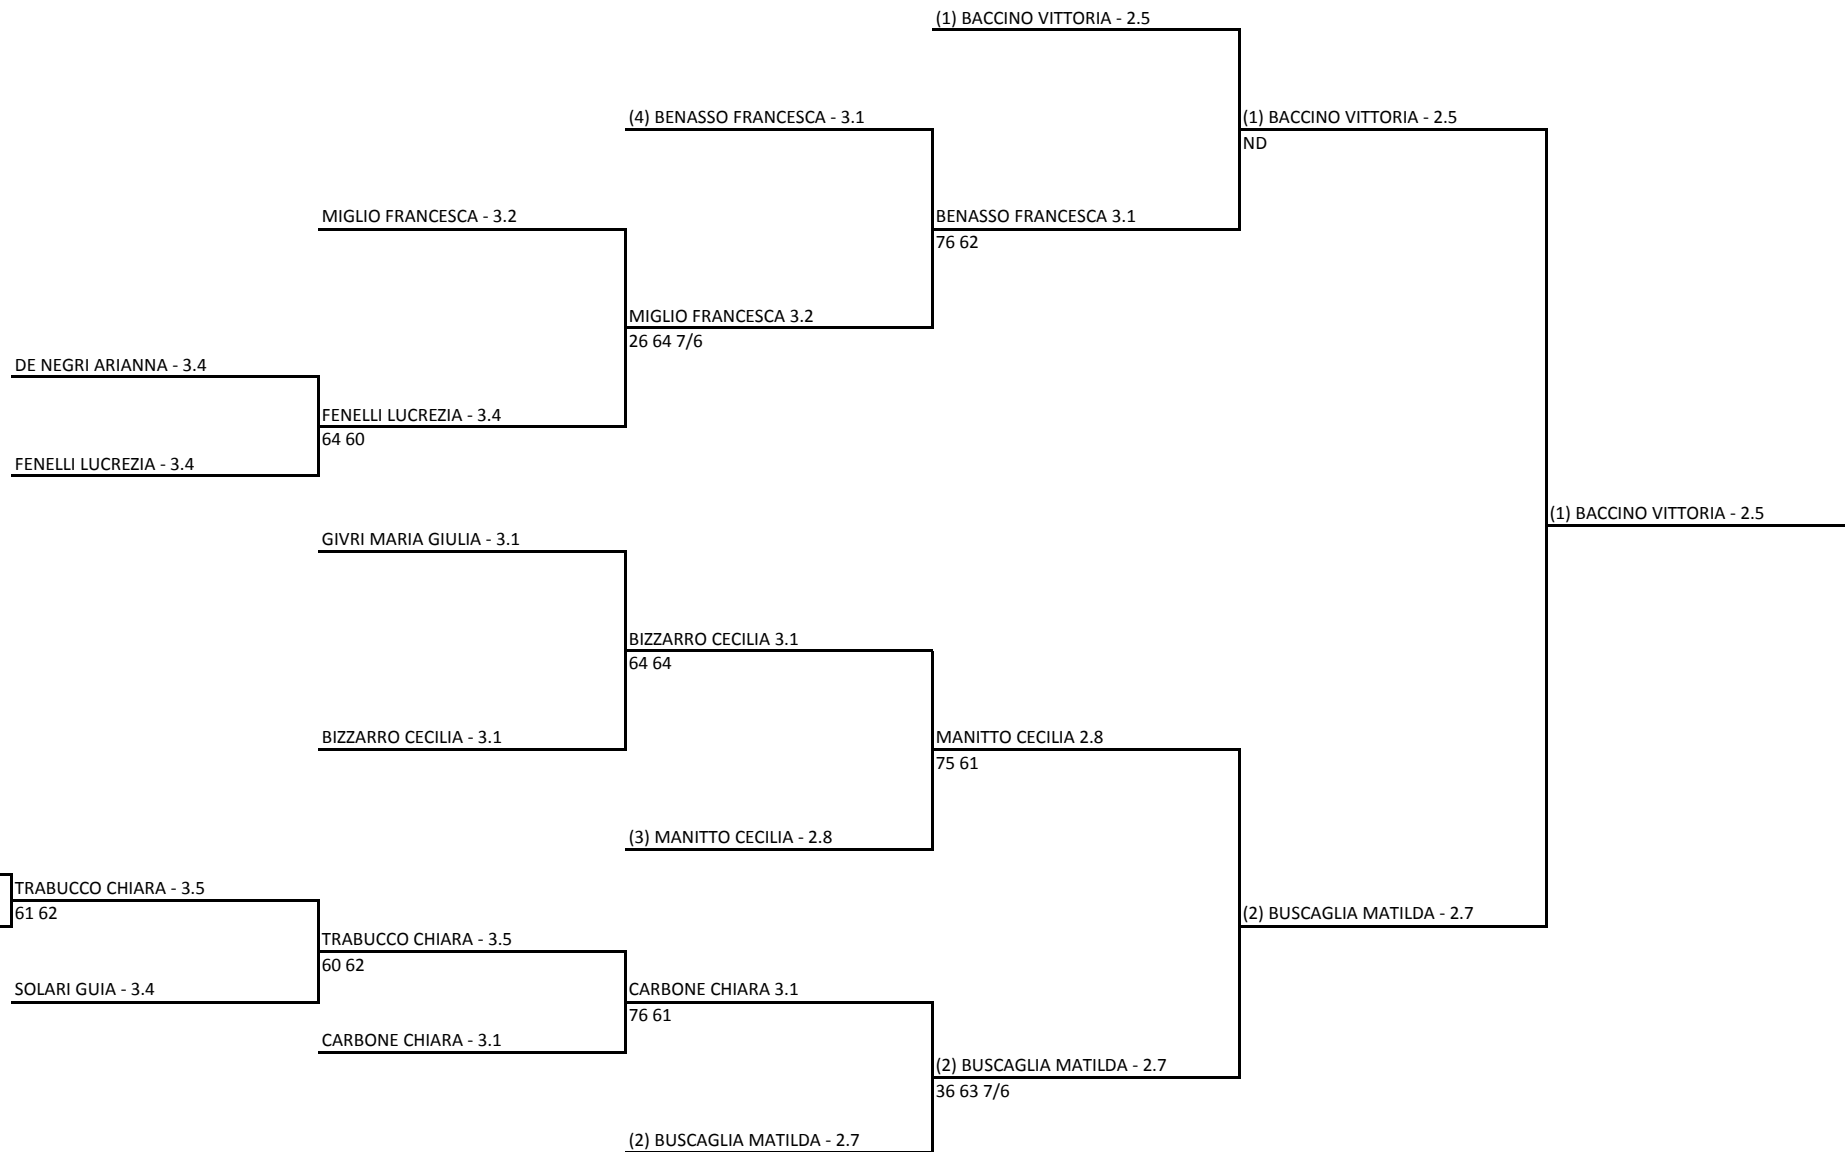 (1) BACCINO VITTORIA - 2.5
(4) BENASSO FRANCESCA - 3.1
(1) BACCINO VITTORIA - 2.5
ND
MIGLIO FRANCESCA - 3.2
BENASSO FRANCESCA 3.1
76 62
MIGLIO FRANCESCA 3.2
26 64 7/6
DE NEGRI ARIANNA - 3.4
FENELLI LUCREZIA - 3.4
64 60
FENELLI LUCREZIA - 3.4
(1) BACCINO VITTORIA - 2.5
GIVRI MARIA GIULIA - 3.1
BIZZARRO CECILIA 3.1
64 64
BIZZARRO CECILIA - 3.1
MANITTO CECILIA 2.8
75 61
(3) MANITTO CECILIA - 2.8
TRABUCCO CHIARA - 3.5
61 62
(2) BUSCAGLIA MATILDA - 2.7
TRABUCCO CHIARA - 3.5
60 62
SOLARI GUIA - 3.4
CARBONE CHIARA 3.1
76 61
CARBONE CHIARA - 3.1
(2) BUSCAGLIA MATILDA - 2.7
36 63 7/6
(2) BUSCAGLIA MATILDA - 2.7